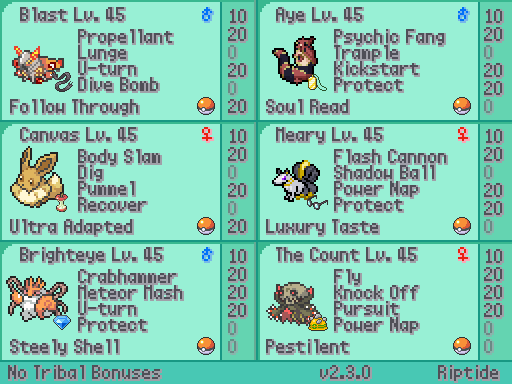 Blast Lv. 45
10
Propellant
20
Lunge
0
U-turn
20
Dive Bomb
0
Follow Through
20
Aye Lv. 45
10
Psychic Fang
20
Trample
0
Kickstart
20
Protect
20
Soul Read
0
Canvas Lv. 45
10
Body Slam
20
Dig
0
Pummel
20
Recover
0
Ultra Adapted
20
Meary Lv. 45
10
Flash Cannon
20
Shadow Ball
0
Power Nap
20
Protect
20
Luxury Taste
0
Brighteye Lv. 45
10
Crabhammer
20
Meteor Mash
20
U-turn
20
Protect
0
Steely Shell
0
The Count Lv. 45
10
Fly
20
Knock Off
20
Pursuit
20
Power Nap
0
Pestilent
0
No Tribal Bonuses
v2.3.0
Riptide